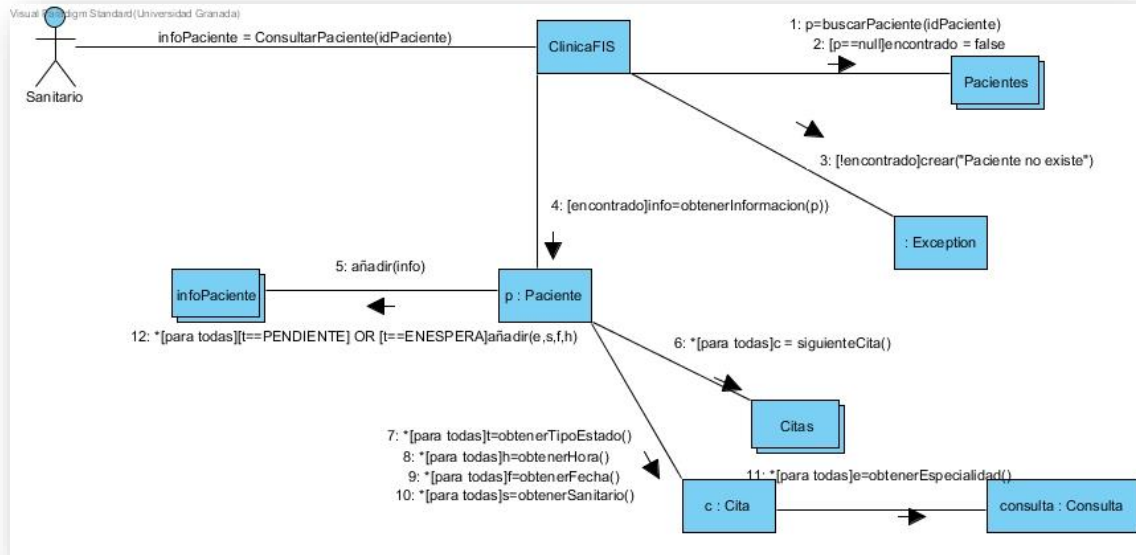 Visual Paradigm Standard(Universidad Granada)
infoPaciente = ConsultarPaciente(idPaciente)
Sanitario
ClinicaFIS
1: p=buscarPaciente(idPaciente)
2: [p==null]encontrado = false
Pacientes
3: [!encontrado]crear("Paciente no existe")
4: [encontrado]info=obtenerInformacion(p))
: Exception
5: añadir(info)
infoPaciente
p : Paciente
12: *[para todas][t==PENDIENTE] OR [t==ENESPERA]añadir(e,s,f,h)
6: *[para todas]c = siguienteCita()
Citas
7: *[para todas]t=obtenerTipoEstado()
8: *[para todas]h=obtenerHora()
9: *[para todas]f=obtenerFecha()
10: *[para todas]s=obtenerSanitario()
11: *[para todas]e=obtenerEspecialidad()
c : Cita
consulta : Consulta